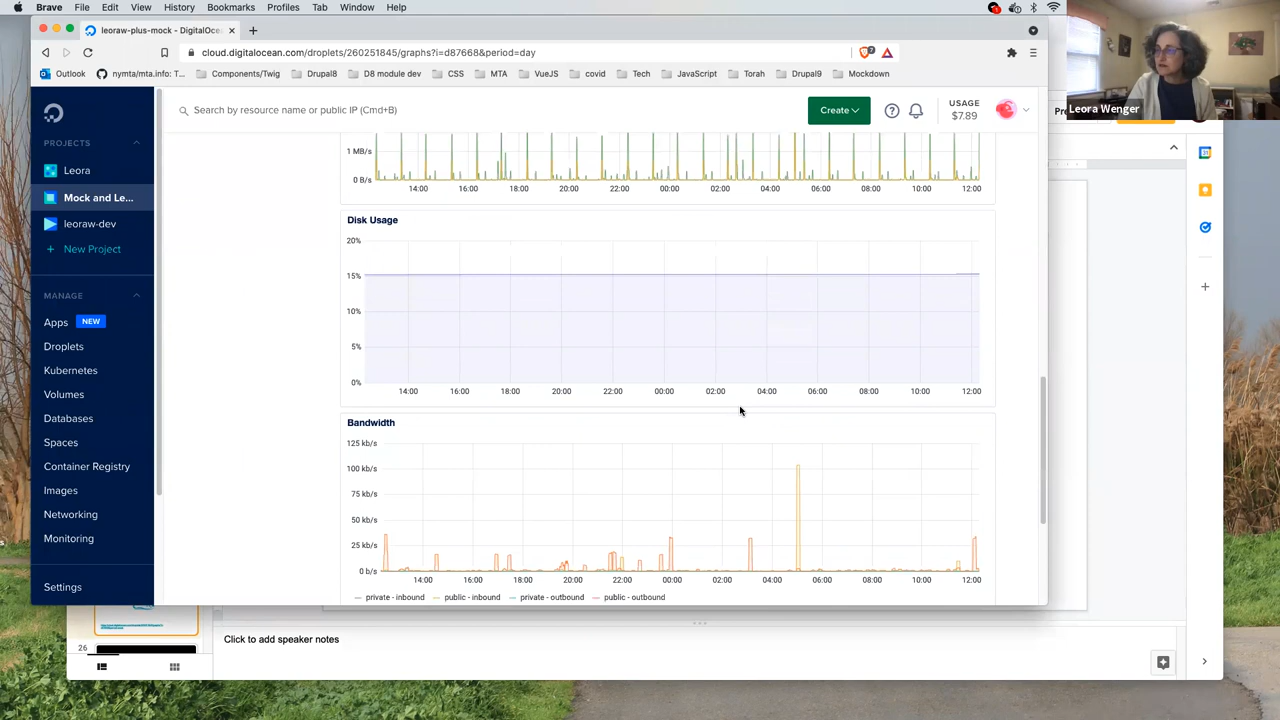 Brave File Edit View History Bookmarks Profiles Tab Window Help
leoraw-plus-mock - DigitalOcean
cloud.digitalocean.com/droplets/260251845/graphs?i=d87668&period=day
Outlook nymta/mta.info: T... Components/Twig Drupal8 D8 module dev CSS MTA VueJS covid Tech JavaScript Torah Drupal9 Mockdown
Leora Wenger
Search by resource name or public IP (Cmd+B)
Create
USAGE
$7.89
PROJECTS
Leora
Mock and Le...
leoraw-dev
+ New Project
MANAGE
Apps NEW
Droplets
Kubernetes
Volumes
Databases
Spaces
Container Registry
Images
Networking
Monitoring
Settings
1 MB/s
0 B/s
14:00 16:00 18:00 20:00 22:00 00:00 02:00 04:00 06:00 08:00 10:00 12:00
Disk Usage
20%
15%
10%
5%
0%
14:00 16:00 18:00 20:00 22:00 00:00 02:00 04:00 06:00 08:00 10:00 12:00
Bandwidth
125 kb/s
100 kb/s
75 kb/s
50 kb/s
25 kb/s
0 b/s
14:00 16:00 18:00 20:00 22:00 00:00 02:00 04:00 06:00 08:00 10:00 12:00
private - inbound public - inbound private - outbound public - outbound
26
Click to add speaker notes